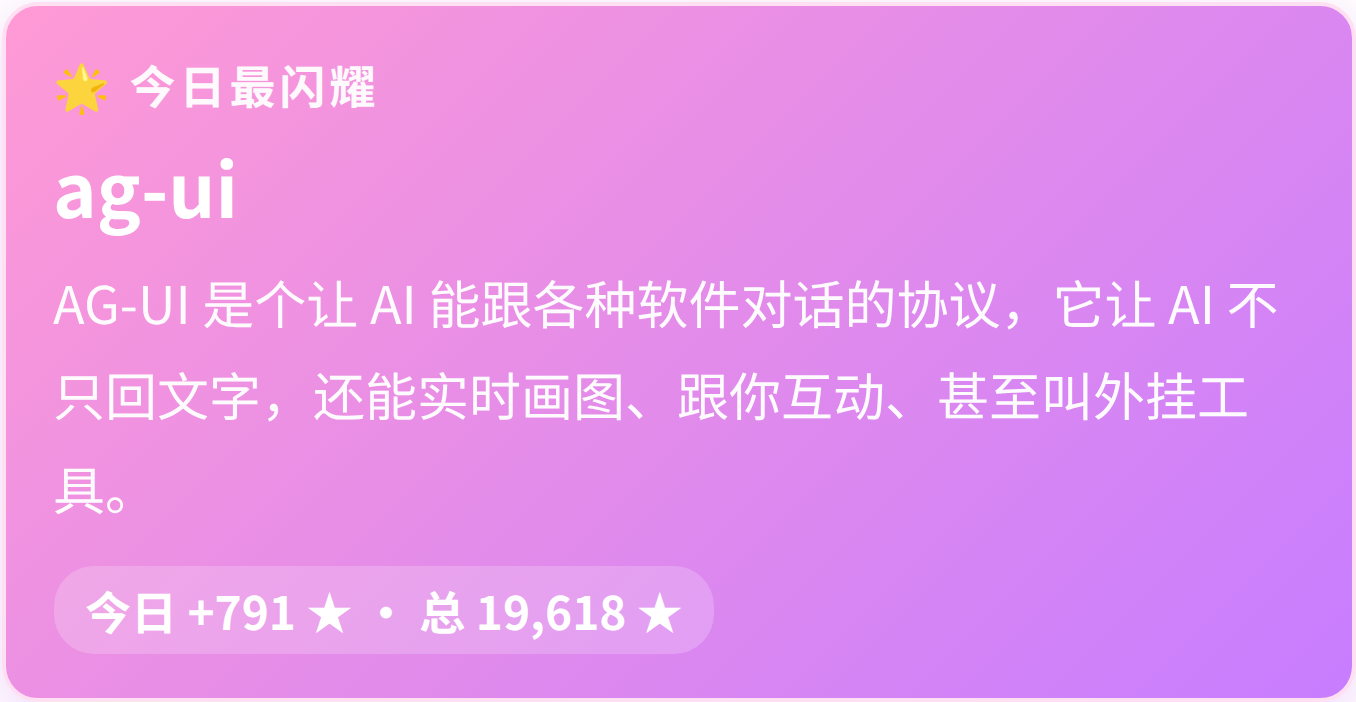 🌟 今日最闪耀
ag-ui
AG-UI 是个让 AI 能跟各种软件对话的协议，它让 AI 不
只回文字，还能实时画图、跟你互动、甚至叫外挂工
具。
今日 +791 ★ · 总 19,618 ★